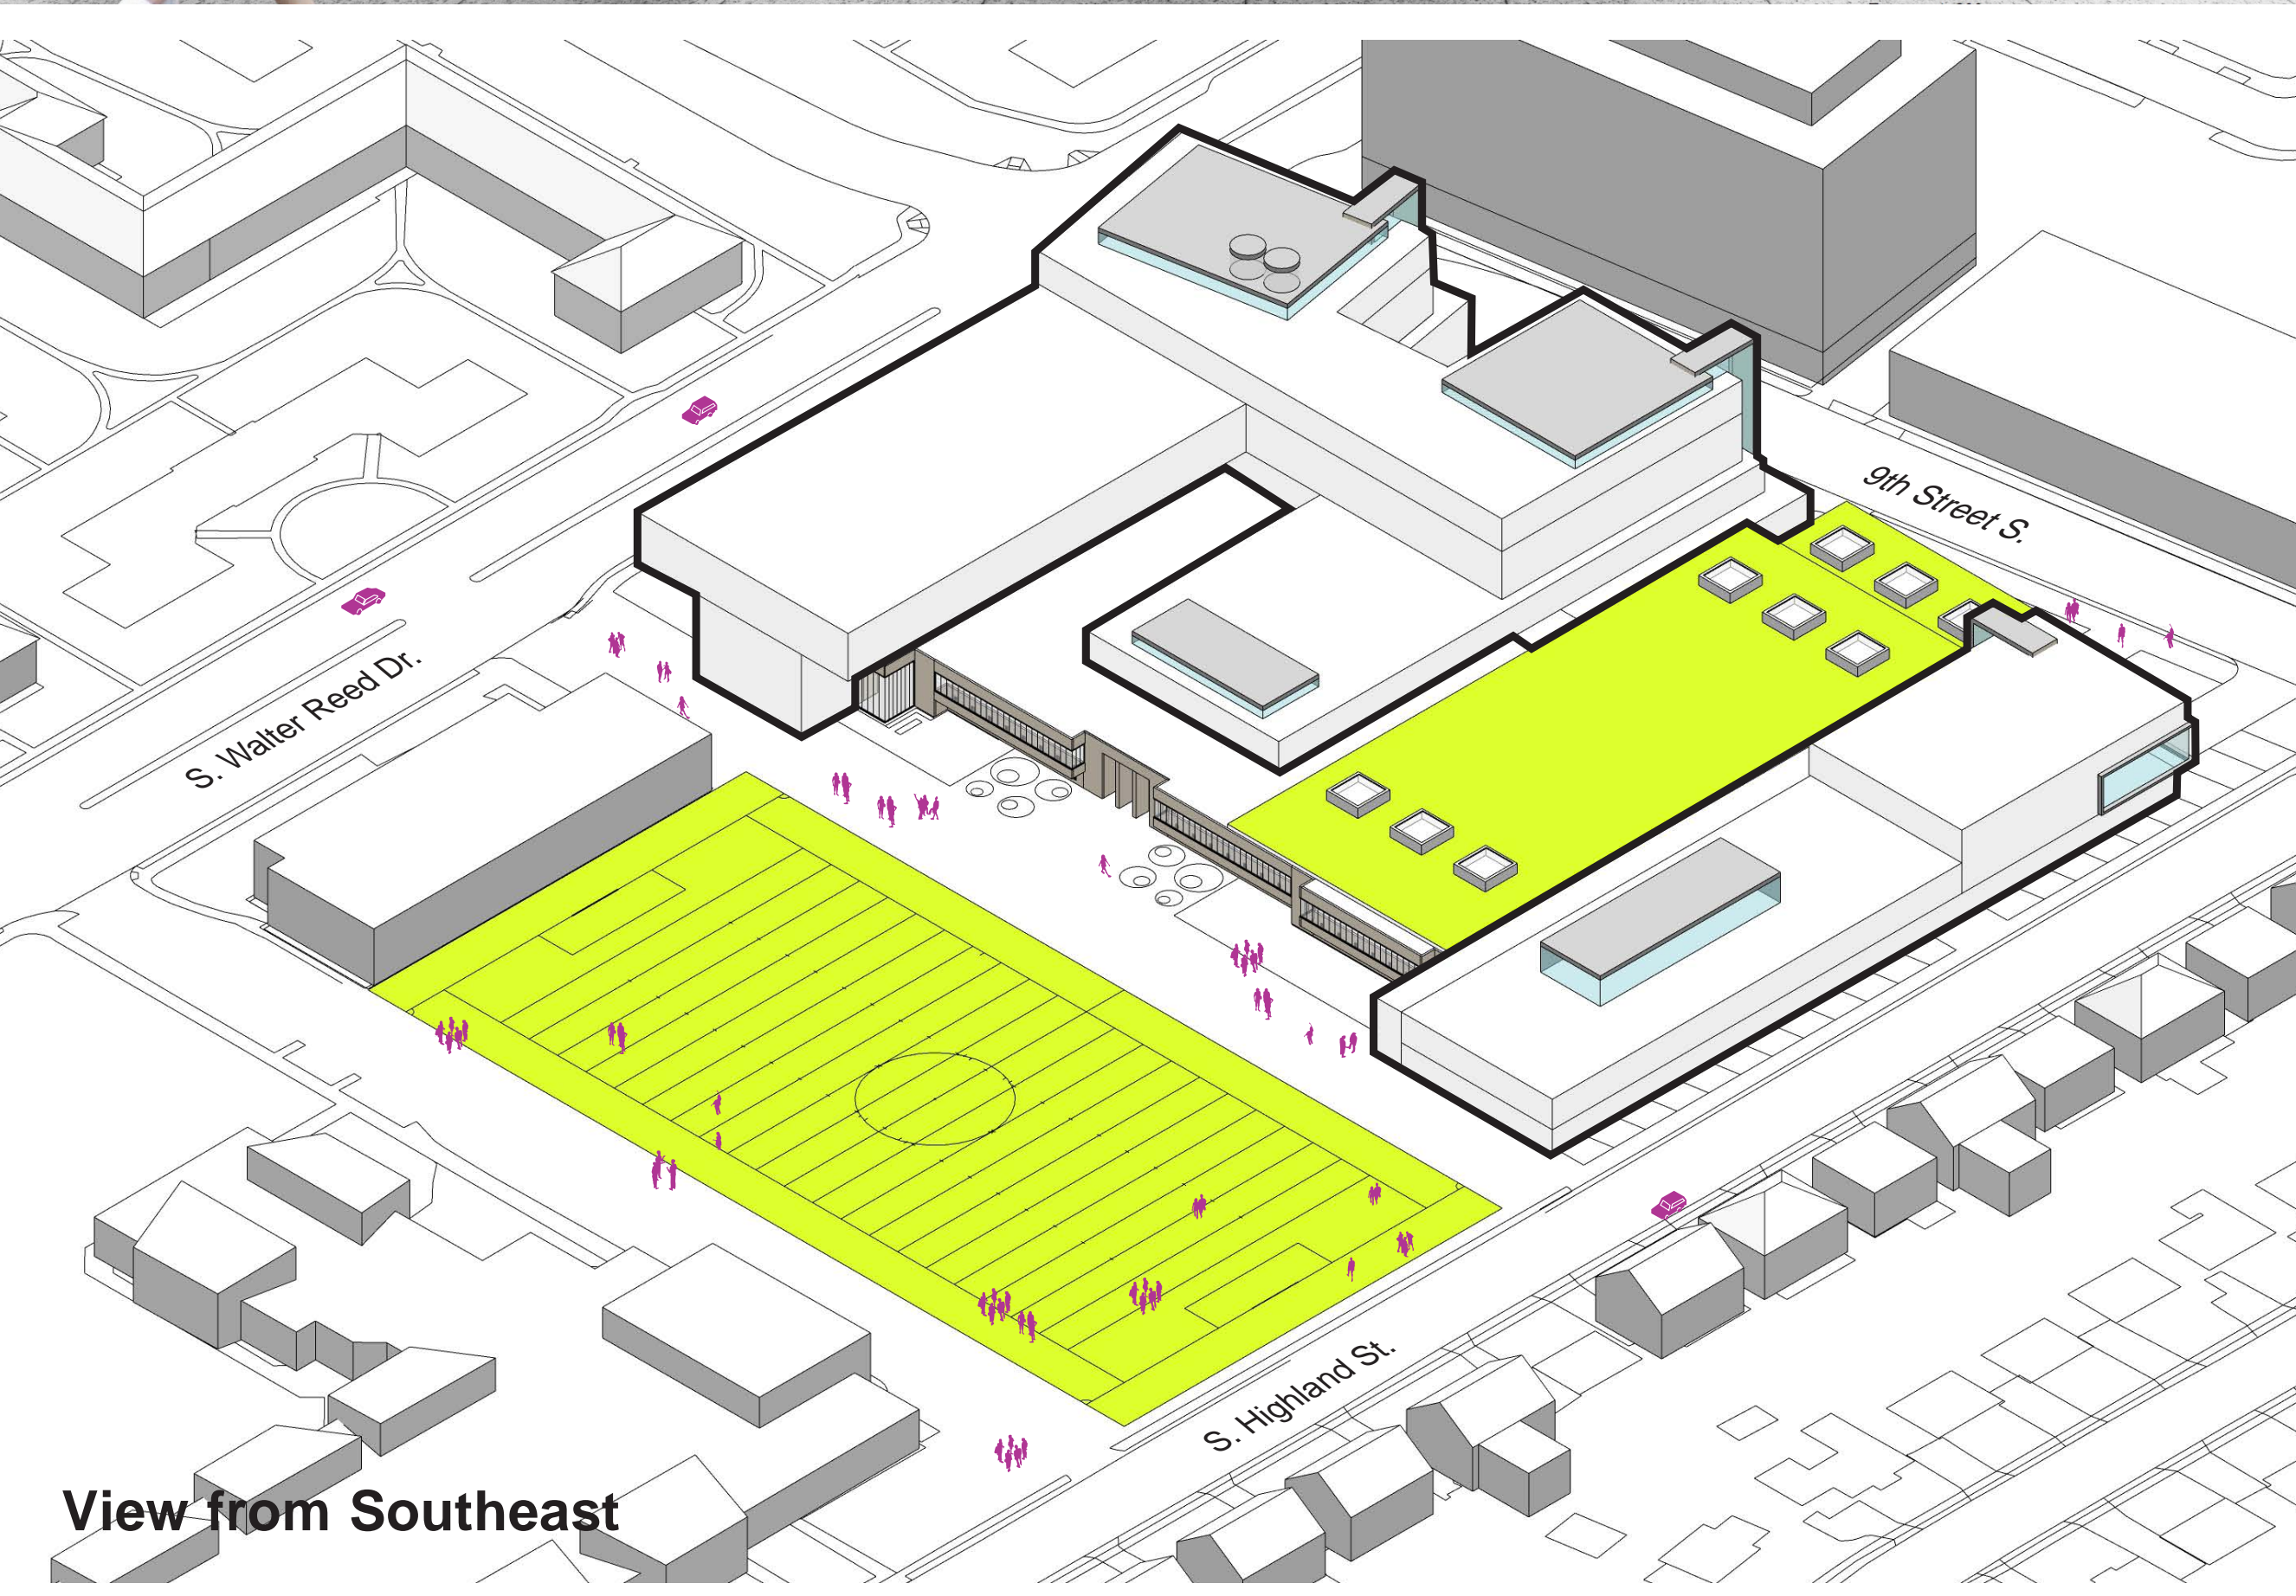 9th Street S.
S. Walter Reed Dr.
S. Highland St.
View from Southeast